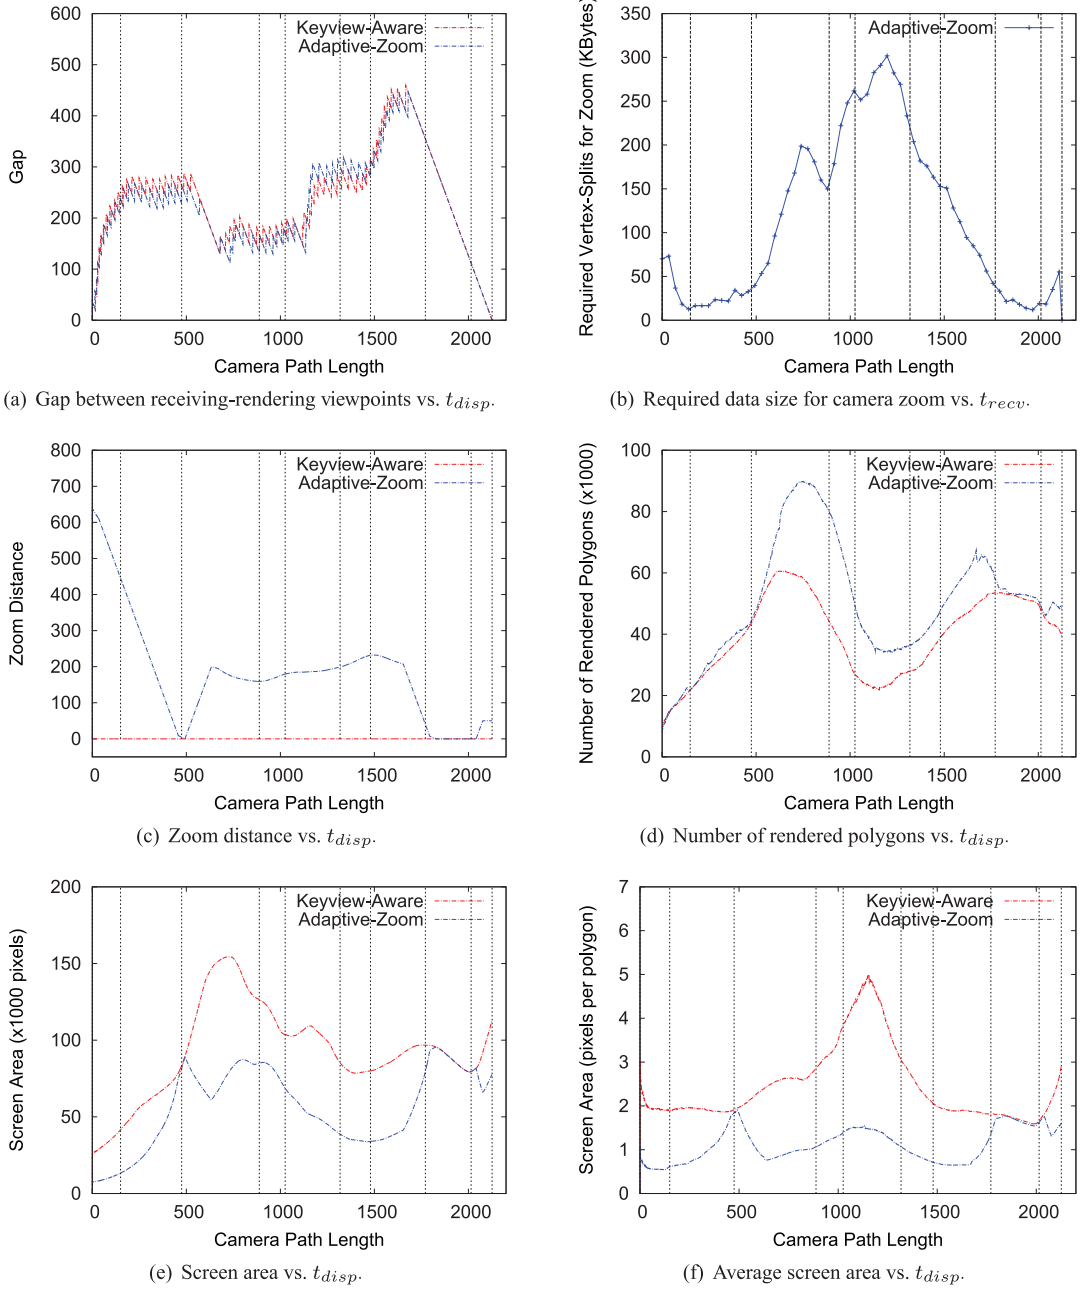 600
500
400
300
200
100
0
Gap
Keyview-Aware
Adaptive-Zoom
0 500 1000 1500 2000
Camera Path Length
(a) Gap between receiving-rendering viewpoints vs. t_disp.
350
300
250
200
150
100
50
0
Required Vertex-Splits for Zoom (KBytes)
Adaptive-Zoom
0 500 1000 1500 2000
Camera Path Length
(b) Required data size for camera zoom vs. t_recv.
800
700
600
500
400
300
200
100
0
Zoom Distance
Keyview-Aware
Adaptive-Zoom
0 500 1000 1500 2000
Camera Path Length
(c) Zoom distance vs. t_disp.
100
80
60
40
20
0
Number of Rendered Polygons (x1000)
Keyview-Aware
Adaptive-Zoom
0 500 1000 1500 2000
Camera Path Length
(d) Number of rendered polygons vs. t_disp.
200
150
100
50
0
Screen Area (x1000 pixels)
Keyview-Aware
Adaptive-Zoom
0 500 1000 1500 2000
Camera Path Length
(e) Screen area vs. t_disp.
7
6
5
4
3
2
1
0
Screen Area (pixels per polygon)
Keyview-Aware
Adaptive-Zoom
0 500 1000 1500 2000
Camera Path Length
(f) Average screen area vs. t_disp.